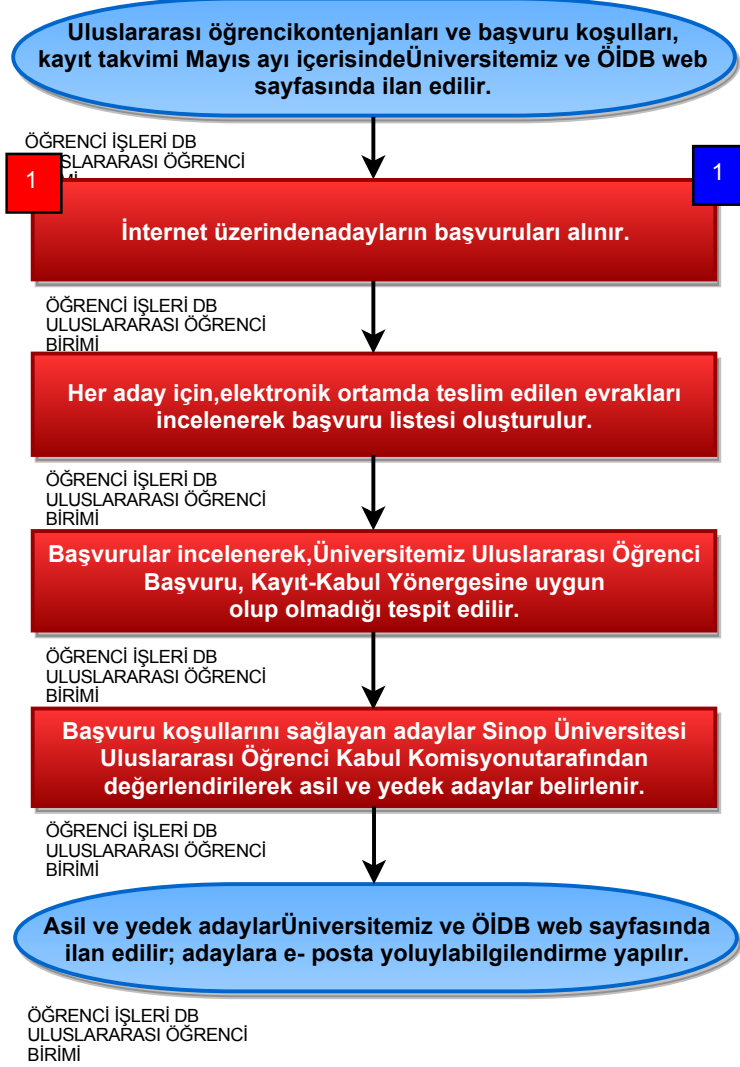 Uluslararası öğrencikontenjanları ve başvuru koşulları,
kayıt takvimi Mayıs ayı içerisindeÜniversitemiz ve ÖİDB web
sayfasında ilan edilir.
ÖĞRENCİ İŞLERİ DB
SLARARASI ÖĞRENCİ
1
1
İnternet üzerindenadayların başvuruları alınır.
ÖĞRENCİ İŞLERİ DB
ULUSLARARASI ÖĞRENCİ
BİRİMİ
Her aday için,elektronik ortamda teslim edilen evrakları
incelenerek başvuru listesi oluşturulur.
ÖĞRENCİ İŞLERİ DB
ULUSLARARASI ÖĞRENCİ
BİRİMİ
Başvurular incelenerek,Üniversitemiz Uluslararası Öğrenci
Başvuru, Kayıt-Kabul Yönergesine uygun
olup olmadığı tespit edilir.
ÖĞRENCİ İŞLERİ DB
ULUSLARARASI ÖĞRENCİ
BİRİMİ
Başvuru koşullarını sağlayan adaylar Sinop Üniversitesi
Uluslararası Öğrenci Kabul Komisyonutarafından
değerlendirilerek asil ve yedek adaylar belirlenir.
ÖĞRENCİ İŞLERİ DB
ULUSLARARASI ÖĞRENCİ
BİRİMİ
Asil ve yedek adaylarÜniversitemiz ve ÖİDB web sayfasında
ilan edilir; adaylara e- posta yoluylabilgilendirme yapılır.
ÖĞRENCİ İŞLERİ DB
ULUSLARARASI ÖĞRENCİ
BİRİMİ